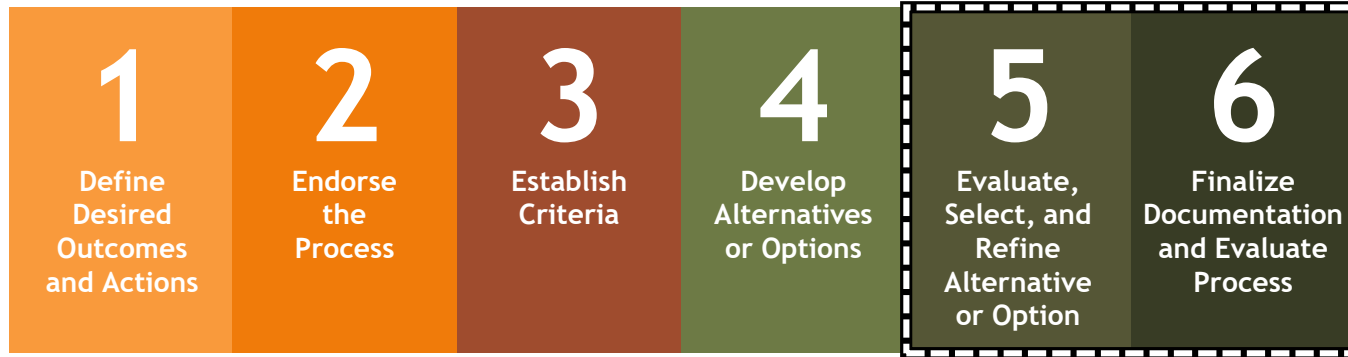 1
Define
Desired
Outcomes
and Actions
2
Endorse
the
Process
3
Establish
Criteria
4
Develop
Alternatives
or Options
5
Evaluate,
Select, and
Refine
Alternative
or Option
6
Finalize
Documentation
and Evaluate
Process